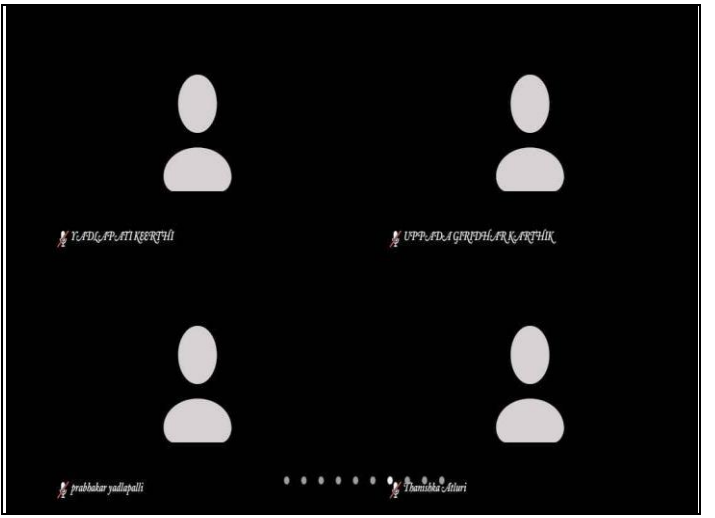 YADLAPATI KEERTHI
UPPADA GIRIDHAR KARTHIK
prabhakar yadlapalli
Thanishka Atluri